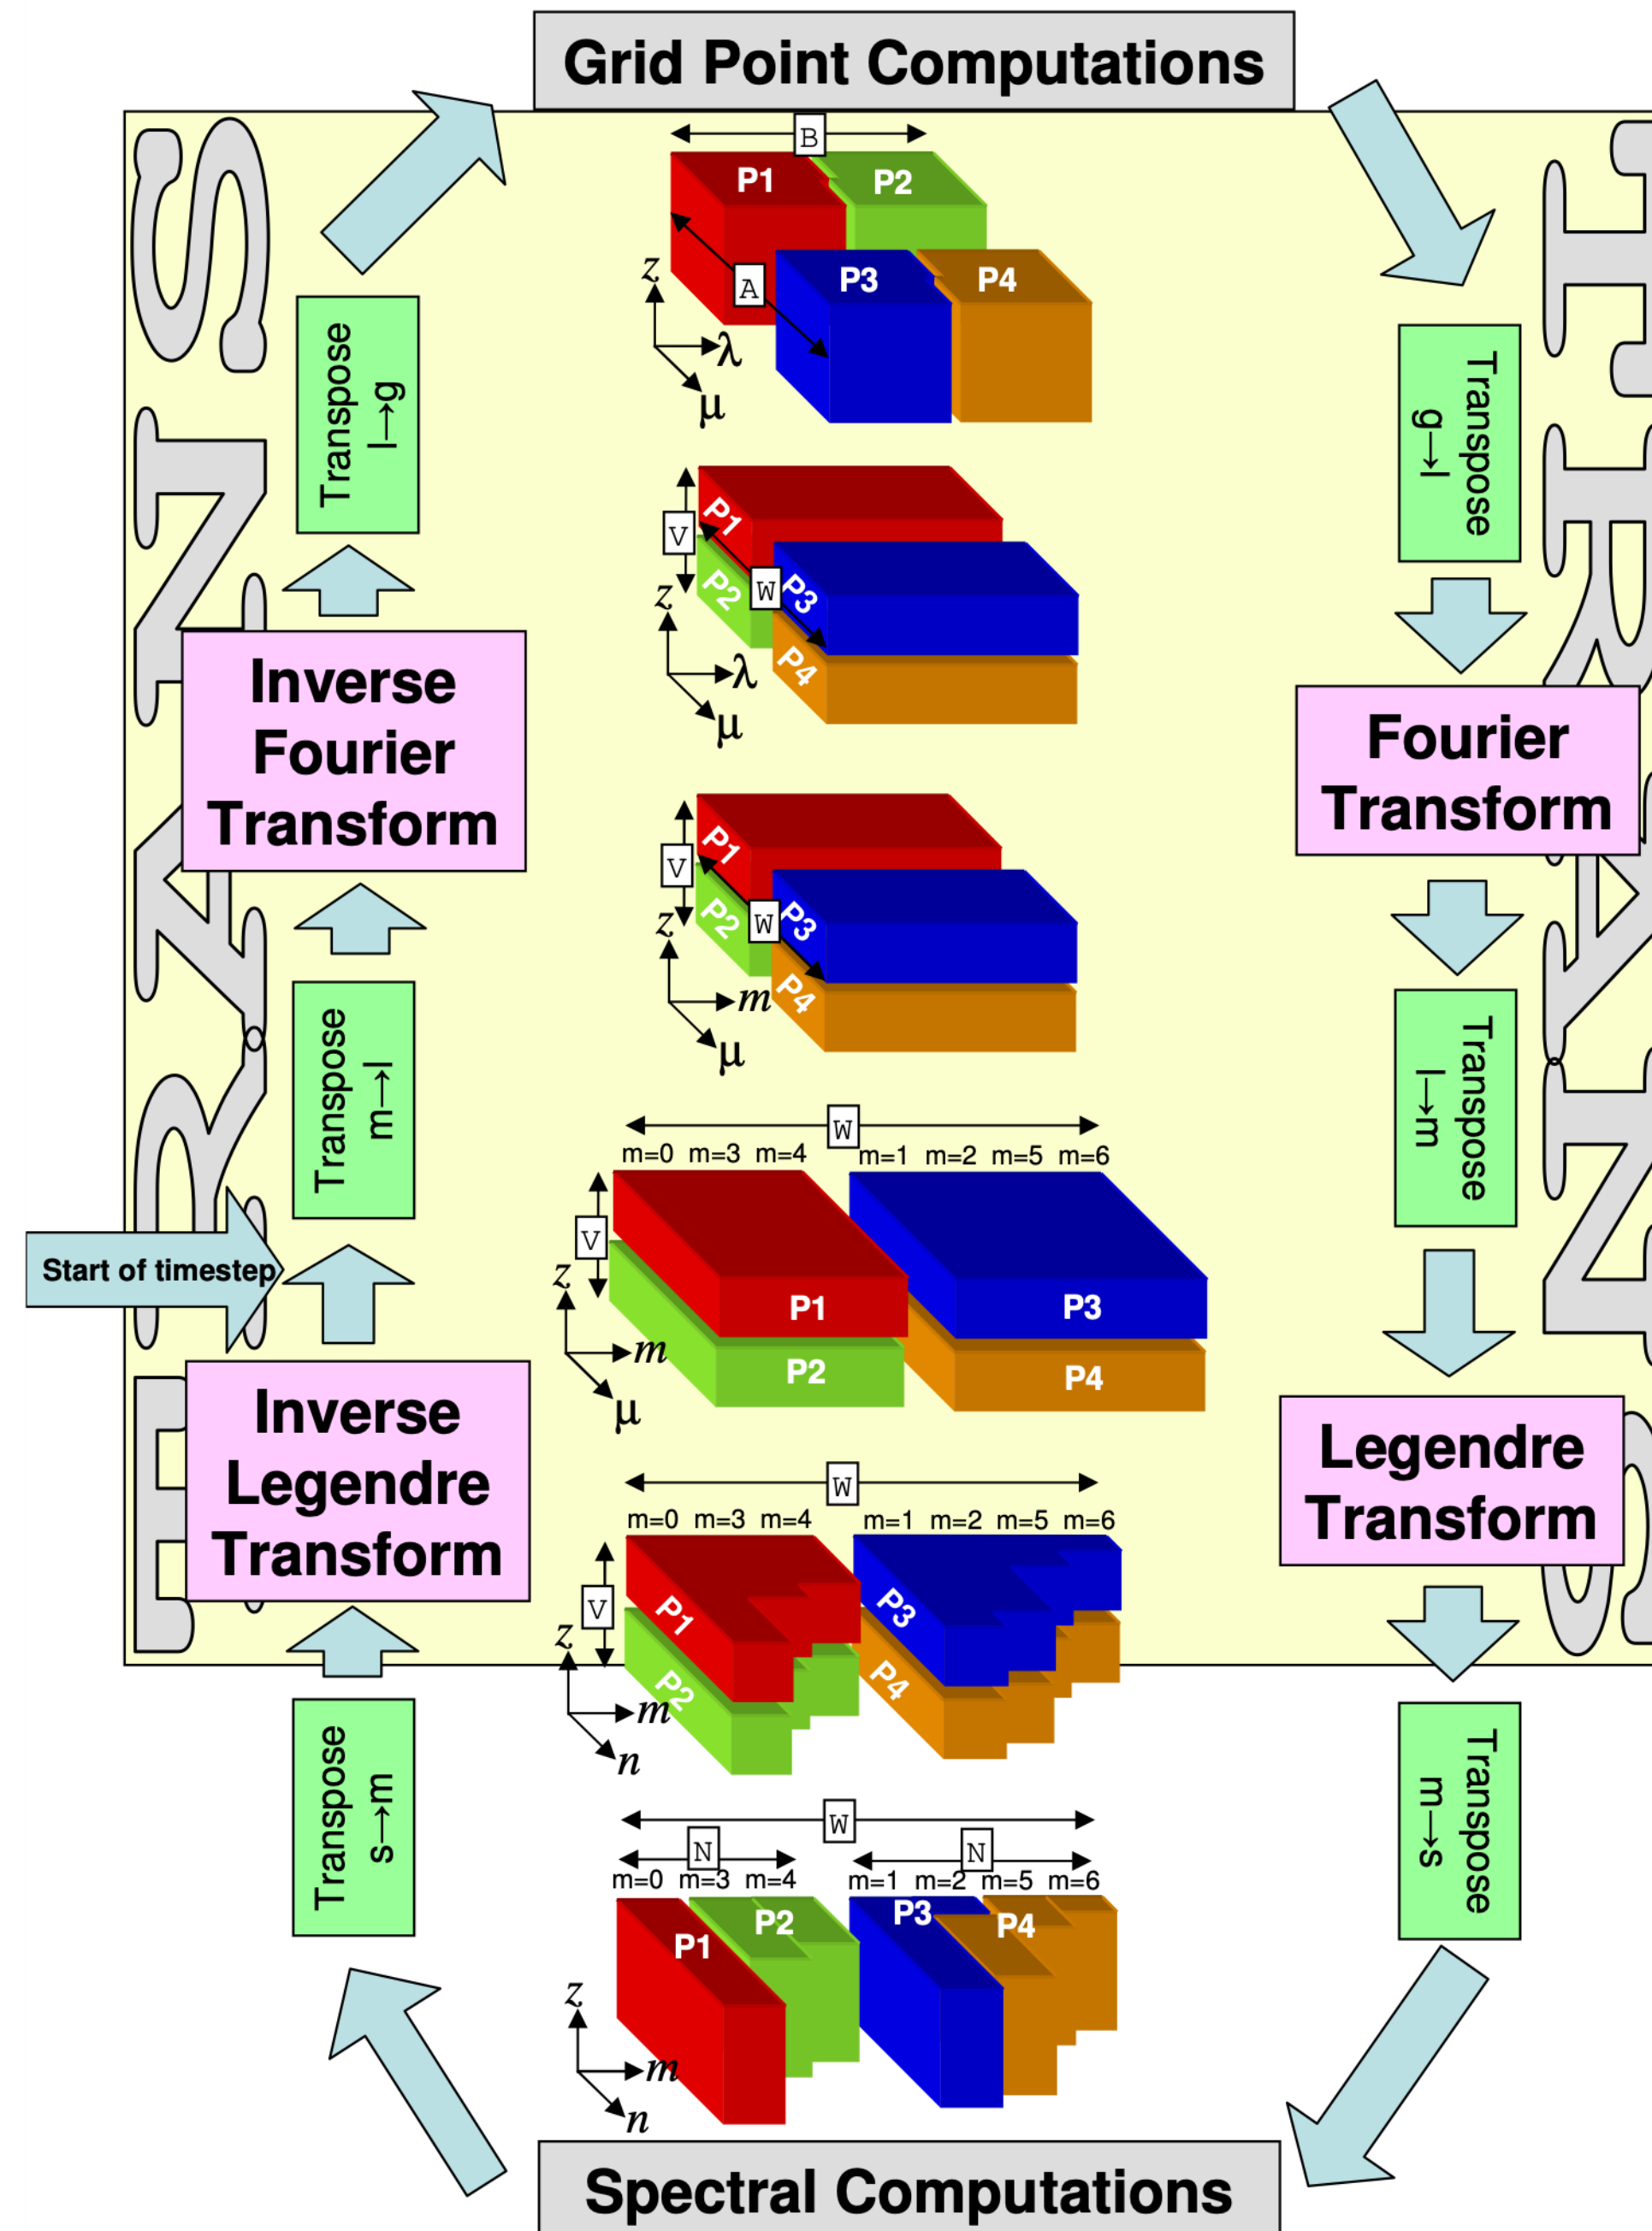 Grid Point Computations
TRANS
TRANS
B
P1
P2
A
P3
P4
z
λ
μ
Transpose
l→g
Transpose
g→l
V
P1
W
P2
P3
P4
z
λ
μ
Inverse
Fourier
Transform
Fourier
Transform
V
P1
W
P2
P3
P4
z
m
μ
Transpose
m→l
Transpose
l→m
W
m=0 m=3 m=4 m=1 m=2 m=5 m=6
V
P1
P3
P2
P4
z
m
μ
Start of timestep
Inverse
Legendre
Transform
Legendre
Transform
W
m=0 m=3 m=4 m=1 m=2 m=5 m=6
V
P1
P3
P2
P4
z
m
n
Transpose
s→m
Transpose
m→s
W
N
N
m=0 m=3 m=4 m=1 m=2 m=5 m=6
P1
P2
P3
P4
z
m
n
Spectral Computations